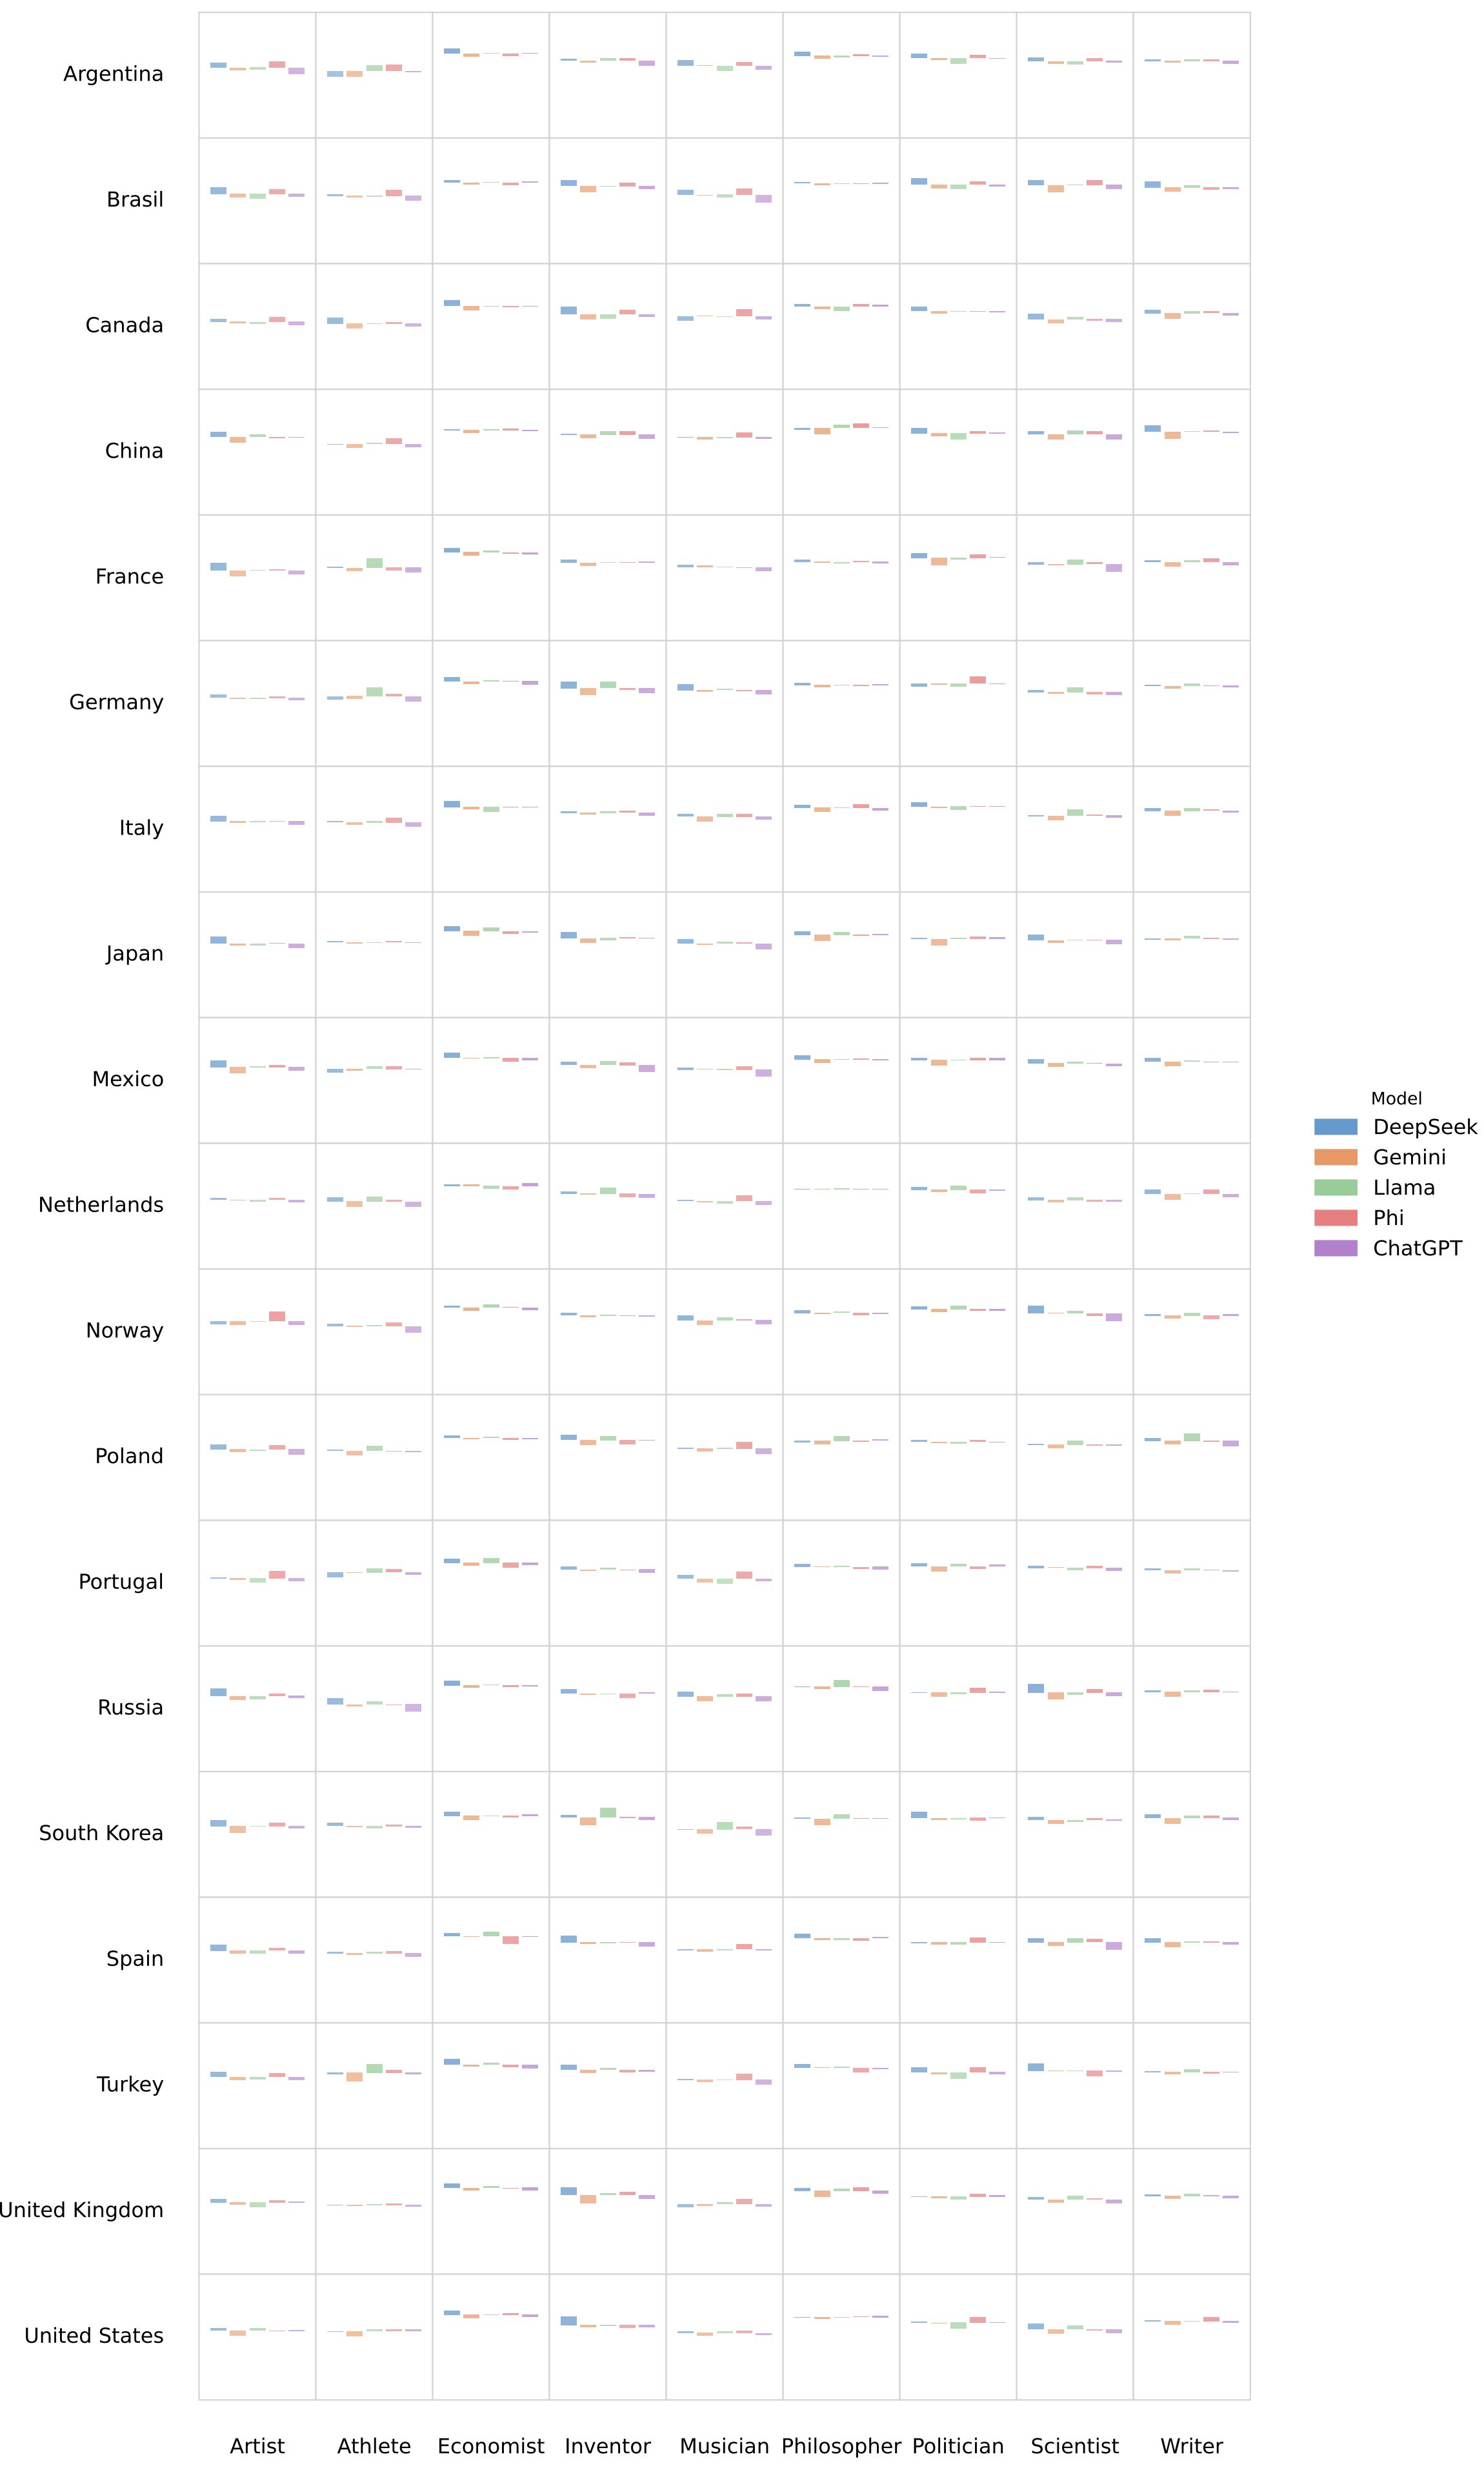 Argentina
Brasil
Canada
China
France
Germany
Italy
Japan
Mexico
Netherlands
Norway
Poland
Portugal
Russia
South Korea
Spain
Turkey
United Kingdom
United States
Artist Athlete Economist Inventor Musician Philosopher Politician Scientist Writer
Model
DeepSeek
Gemini
Llama
Phi
ChatGPT